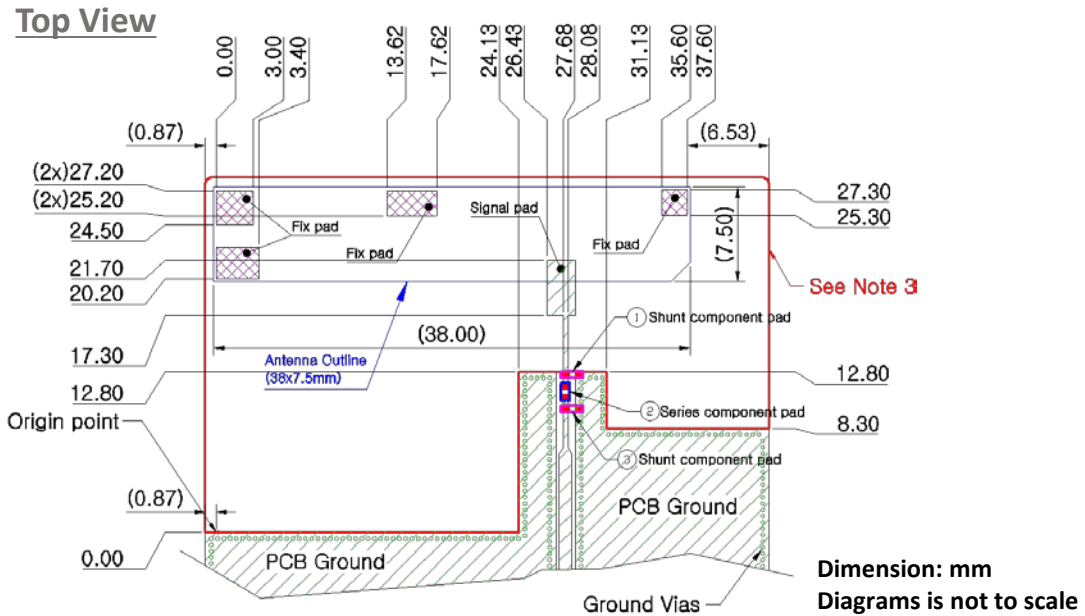 Top View
0.00
3.00
3.40
13.62
17.62
24.13
26.43
27.68
28.08
31.13
35.60
37.60
(0.87)
(6.53)
(2x)27.20
(2x)25.20
24.50
21.70
20.20
17.30
12.80
Origin point
(0.87)
0.00
Fix pad
Fix pad
Signal pad
Fix pad
27.30
25.30
(7.50)
See Note 3
(38.00)
Antenna Outline
(38x7.5mm)
1 Shunt component pad
12.80
2 Series component pad
8.30
3 Shunt component pad
PCB Ground
PCB Ground
Ground Vias
Dimension: mm
Diagrams is not to scale